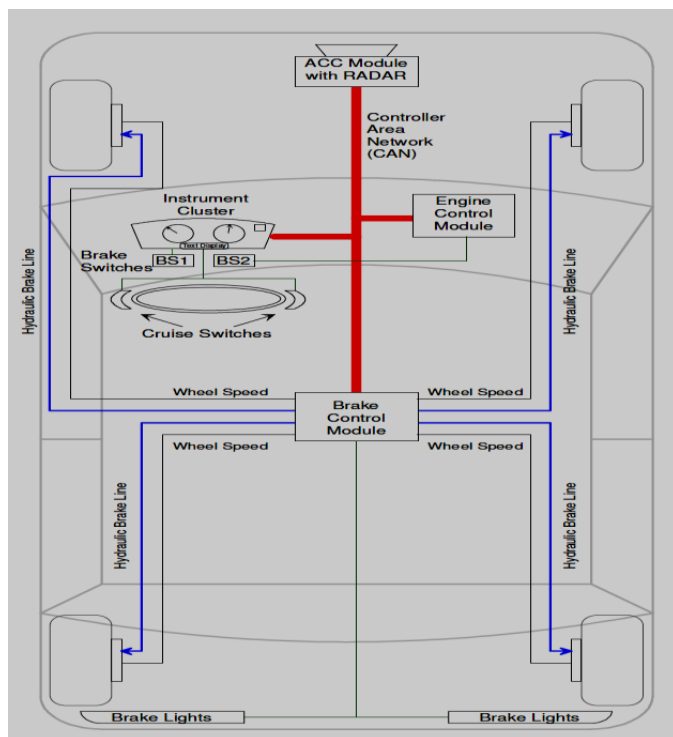 ACC Module
with RADAR
Controller
Area
Network
(CAN)
Instrument
Cluster
Engine
Control
Module
Text Display
Brake
Switches
BS1
BS2
Cruise Switches
Hydraulic Brake Line
Hydraulic Brake Line
Wheel Speed
Wheel Speed
Brake
Control
Module
Wheel Speed
Wheel Speed
Hydraulic Brake Line
Hydraulic Brake Line
Brake Lights
Brake Lights